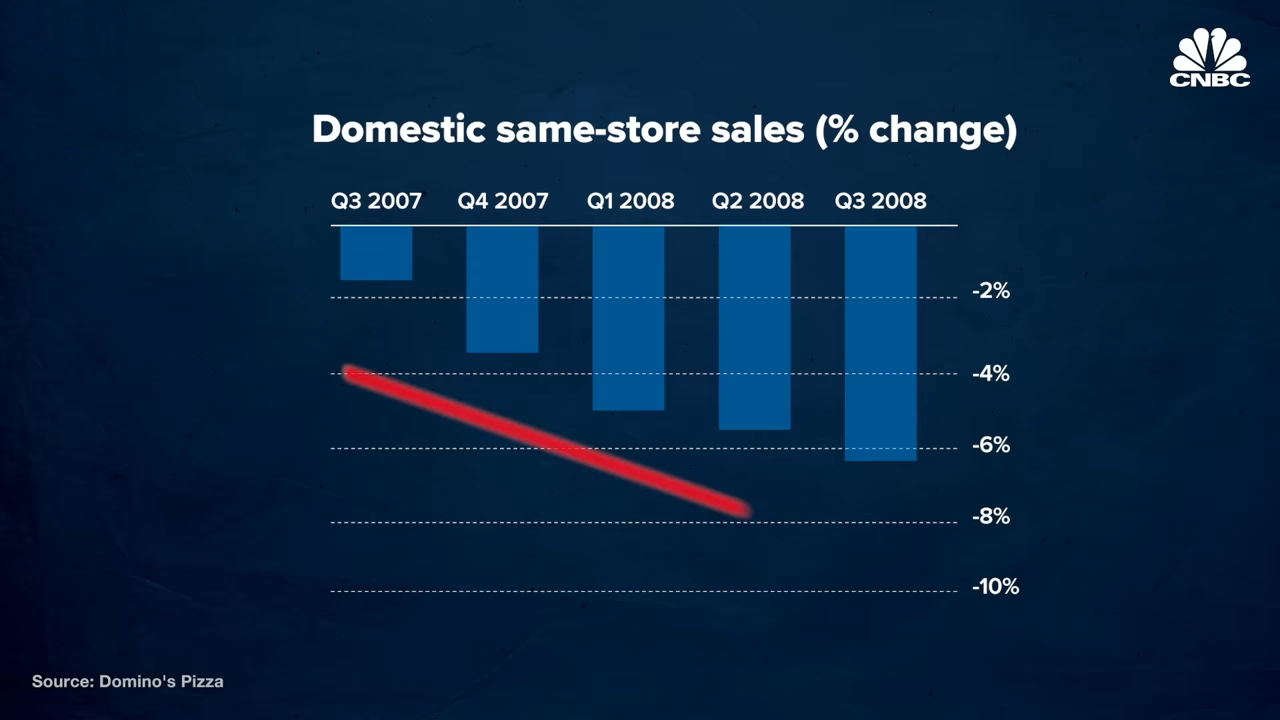 CNBC
Domestic same-store sales (% change)
Q3 2007 Q4 2007 Q1 2008 Q2 2008 Q3 2008
-2%
-4%
-6%
-8%
-10%
Source: Domino's Pizza